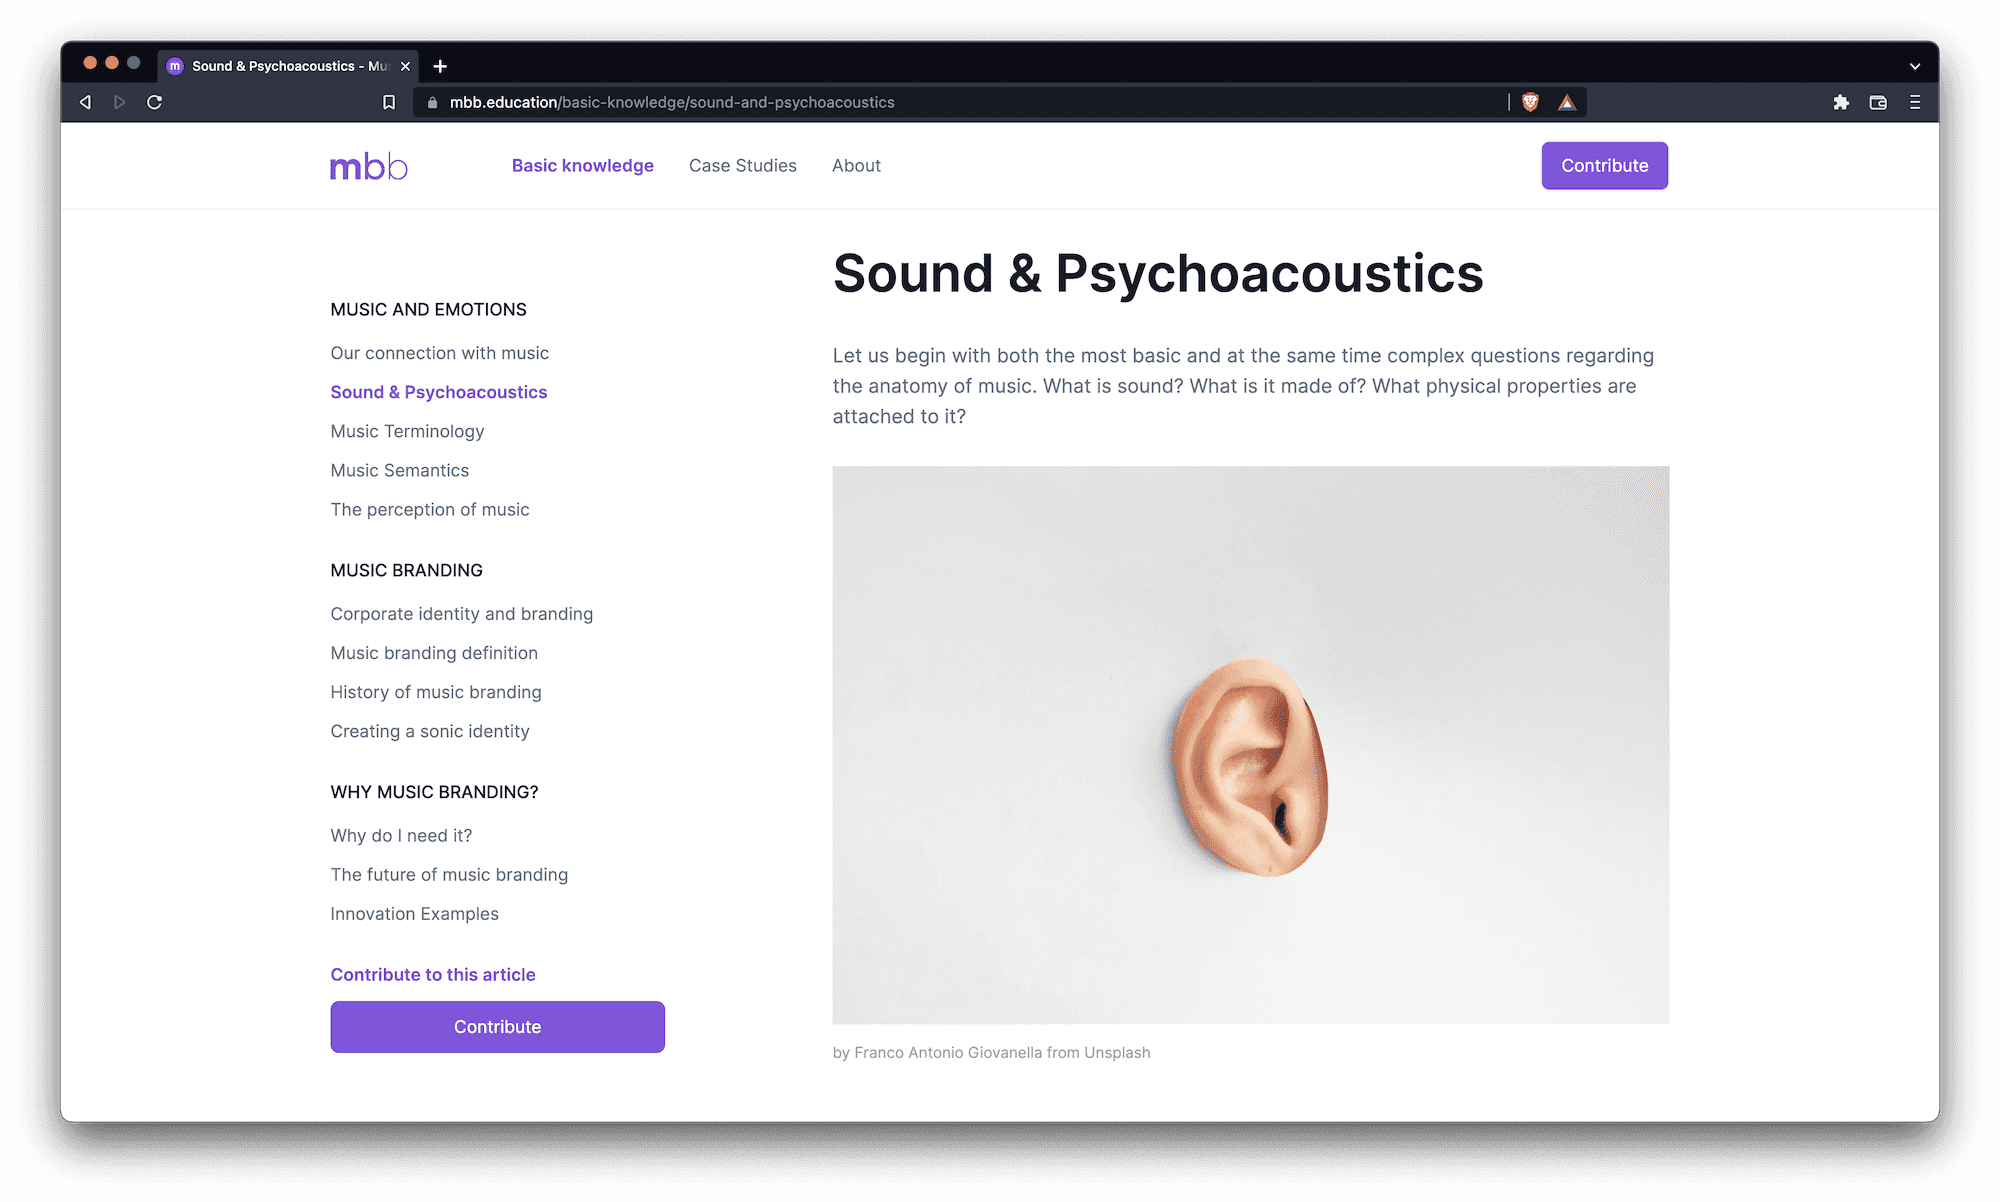 m Sound & Psychoacoustics - Mu
mbb.education/basic-knowledge/sound-and-psychoacoustics
mbb
Basic knowledge
Case Studies
About
Contribute
MUSIC AND EMOTIONS
Our connection with music
Sound & Psychoacoustics
Music Terminology
Music Semantics
The perception of music
MUSIC BRANDING
Corporate identity and branding
Music branding definition
History of music branding
Creating a sonic identity
WHY MUSIC BRANDING?
Why do I need it?
The future of music branding
Innovation Examples
Contribute to this article
Contribute
Sound & Psychoacoustics
Let us begin with both the most basic and at the same time complex questions regarding
the anatomy of music. What is sound? What is it made of? What physical properties are
attached to it?
by Franco Antonio Giovanella from Unsplash